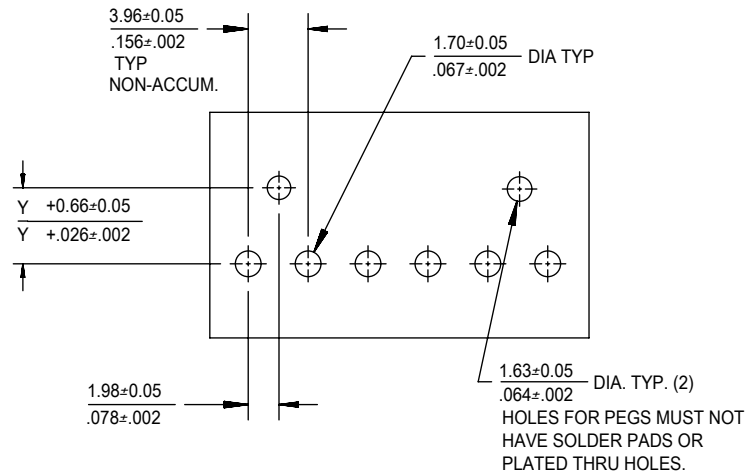 3.96±0.05
.156±.002
TYP
NON-ACCUM.
1.70±0.05
.067±.002
DIA TYP
Y +0.66±0.05
Y +.026±.002
1.98±0.05
.078±.002
1.63±0.05
.064±.002
DIA. TYP. (2)
HOLES FOR PEGS MUST NOT
HAVE SOLDER PADS OR
PLATED THRU HOLES.